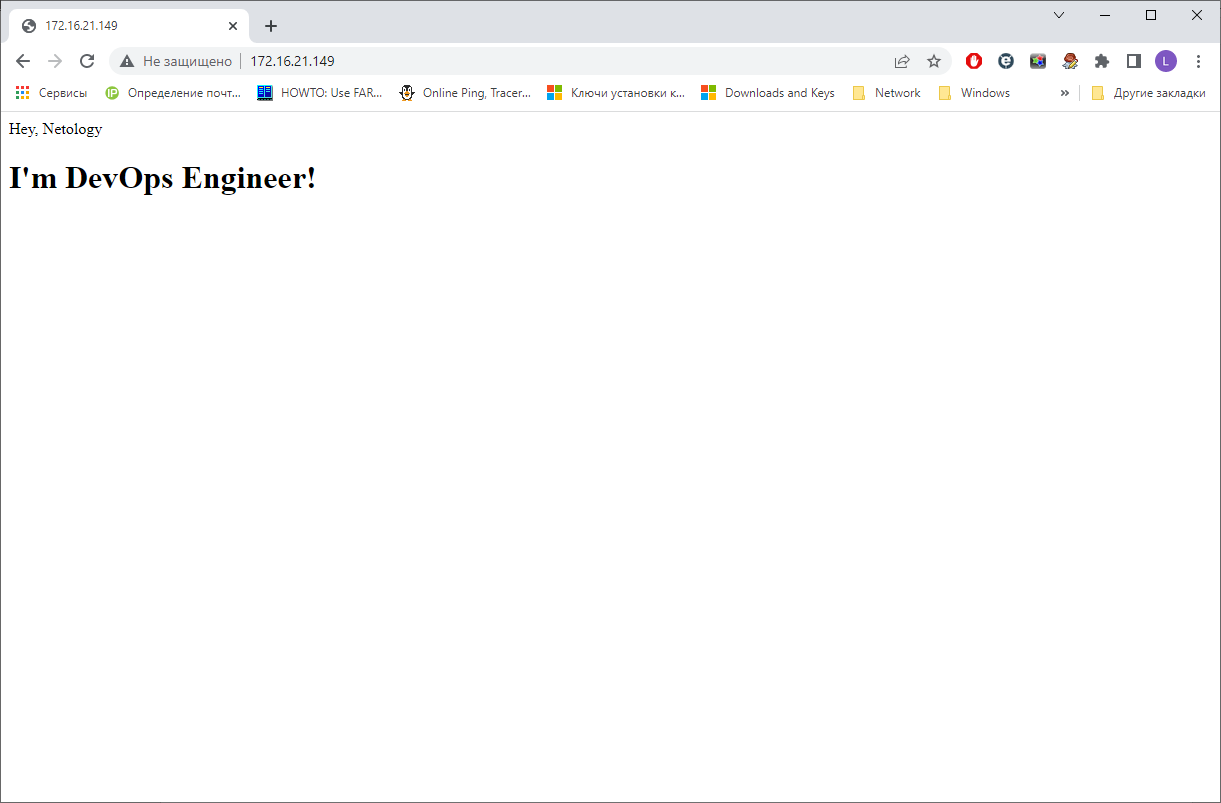 172.16.21.149
Не защищено 172.16.21.149 L
Сервисы IP Определение почт... HOWTO: Use FAR... Online Ping, Tracer... Ключи установки к... Downloads and Keys Network Windows » Другие закладки
Hey, Netology
I'm DevOps Engineer!